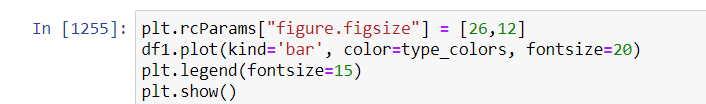 In [1255]: plt.rcParams["figure.figsize"] = [26,12]
df1.plot(kind='bar', color=type_colors, fontsize=20)
plt.legend(fontsize=15)
plt.show()